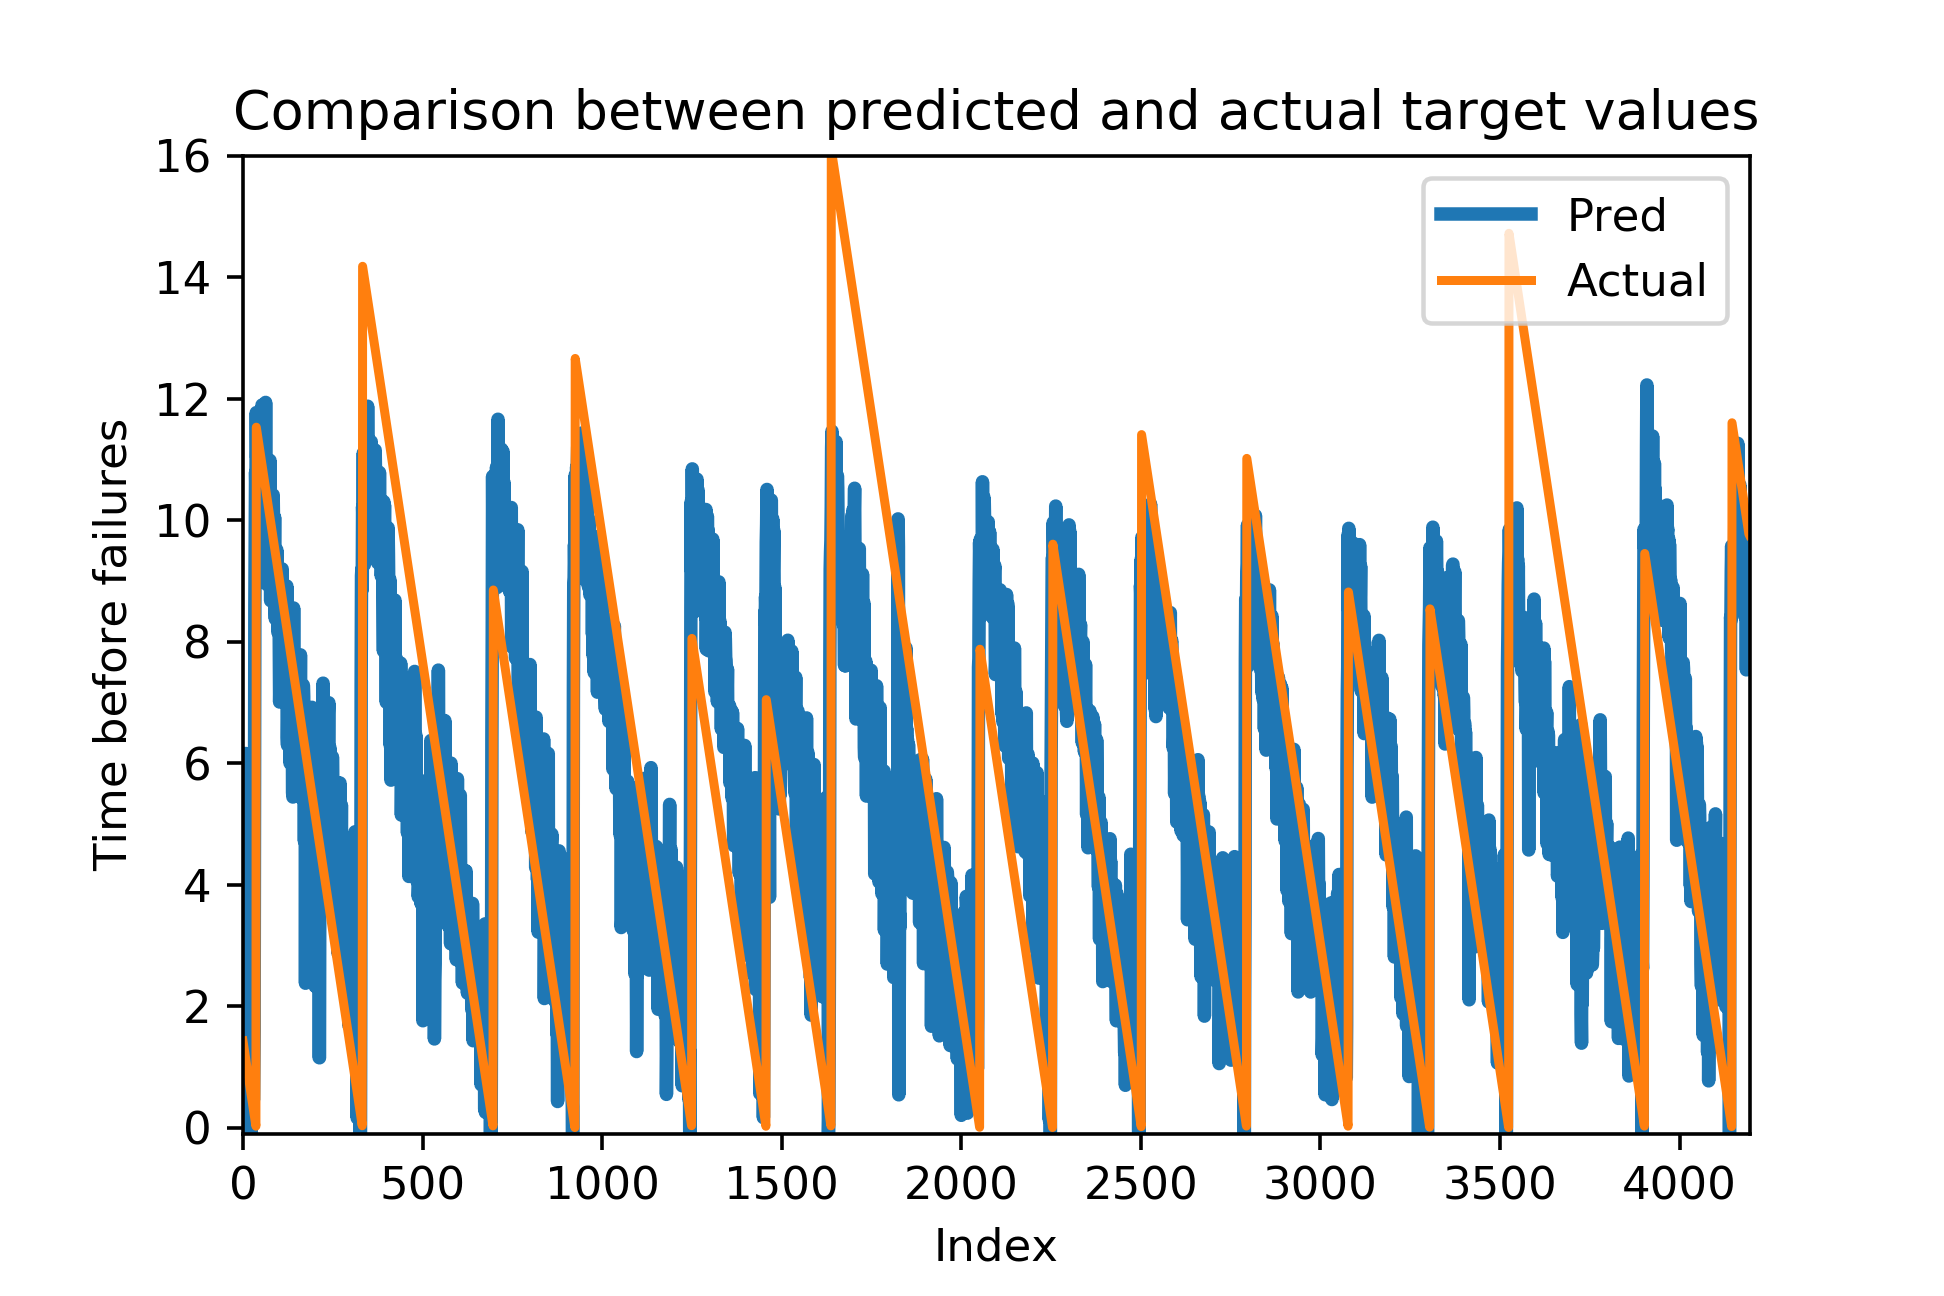 Comparison between predicted and actual target values
16
14
12
10
8
6
4
2
0
Time before failures
Pred
Actual
0 500 1000 1500 2000 2500 3000 3500 4000
Index